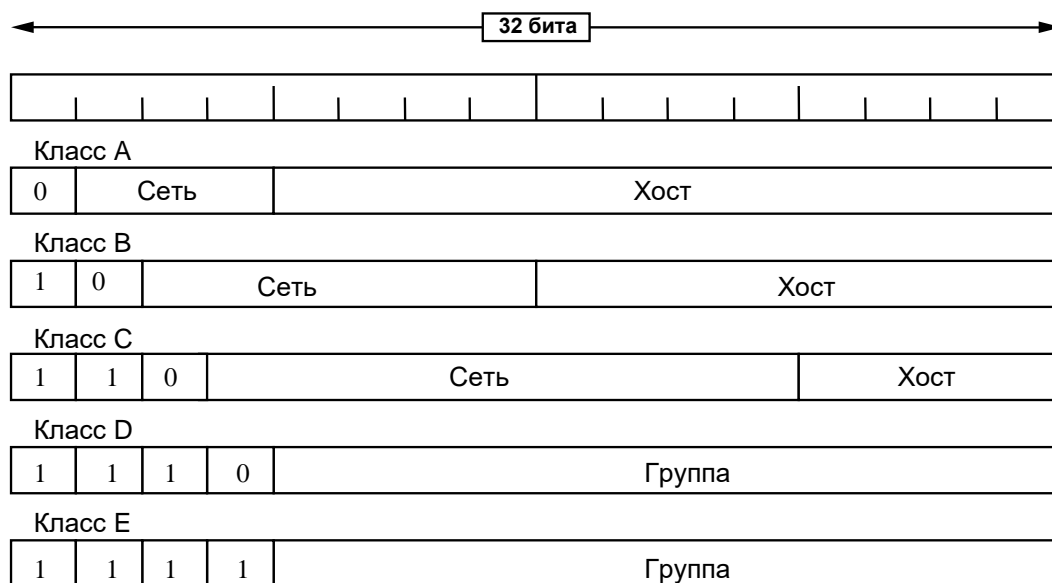 32 бита
Класс A
0 Сеть Хост
Класс B
1 0 Сеть Хост
Класс C
1 1 0 Сеть Хост
Класс D
1 1 1 0 Группа
Класс E
1 1 1 1 Группа